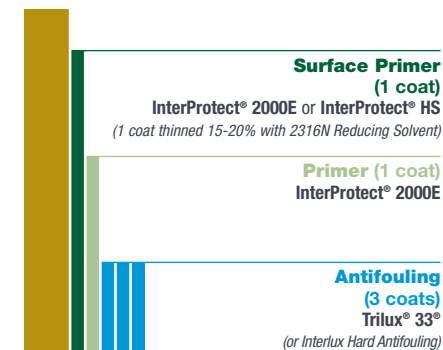 Surface Primer
(1 coat)
InterProtect® 2000E or InterProtect® HS
(1 coat thinned 15-20% with 2316N Reducing Solvent)
Primer (1 coat)
InterProtect® 2000E
Antifouling
(3 coats)
Trilux® 33®
(or Interlux Hard Antifouling)